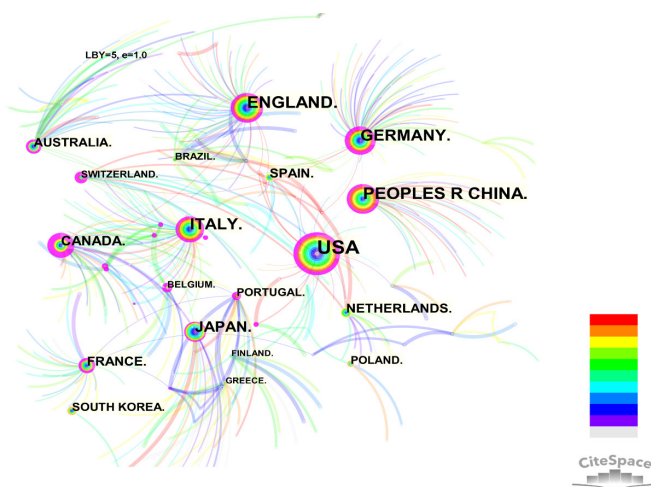 LBY=5, e=1.0
ENGLAND.
GERMANY.
AUSTRALIA.
BRAZIL.
SWITZERLAND.
SPAIN.
PEOPLES R CHINA.
ITALY.
CANADA.
USA
BELGIUM.
PORTUGAL.
NETHERLANDS.
JAPAN.
FINLAND.
FRANCE.
POLAND.
GREECE.
SOUTH KOREA.
CiteSpace